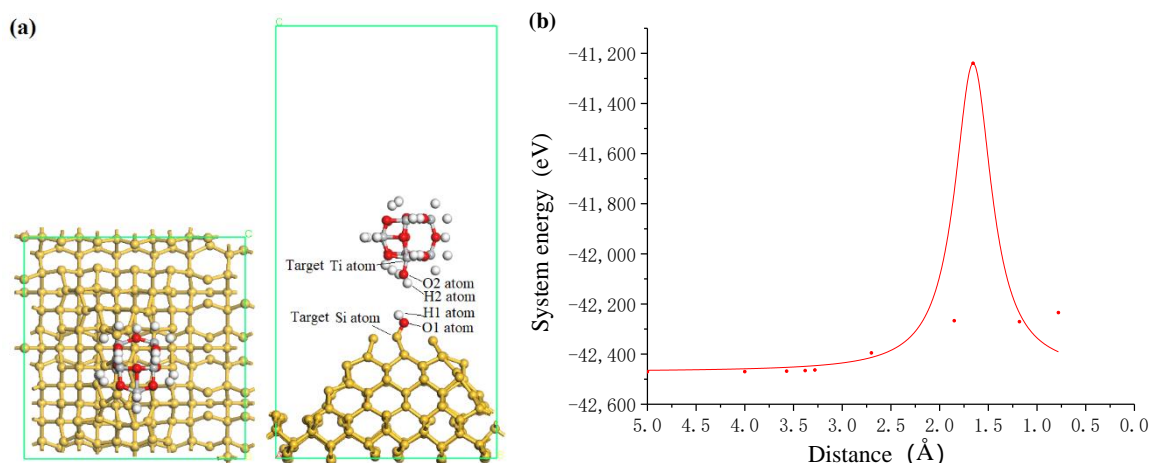 (a)
Target Ti atom
O2 atom
H2 atom
H1 atom
Target Si atom
O1 atom
(b)
System energy (eV)
−41,200
−41,400
−41,600
−41,800
−42,000
−42,200
−42,400
−42,600
5.0 4.5 4.0 3.5 3.0 2.5 2.0 1.5 1.0 0.5 0.0
Distance (Å)